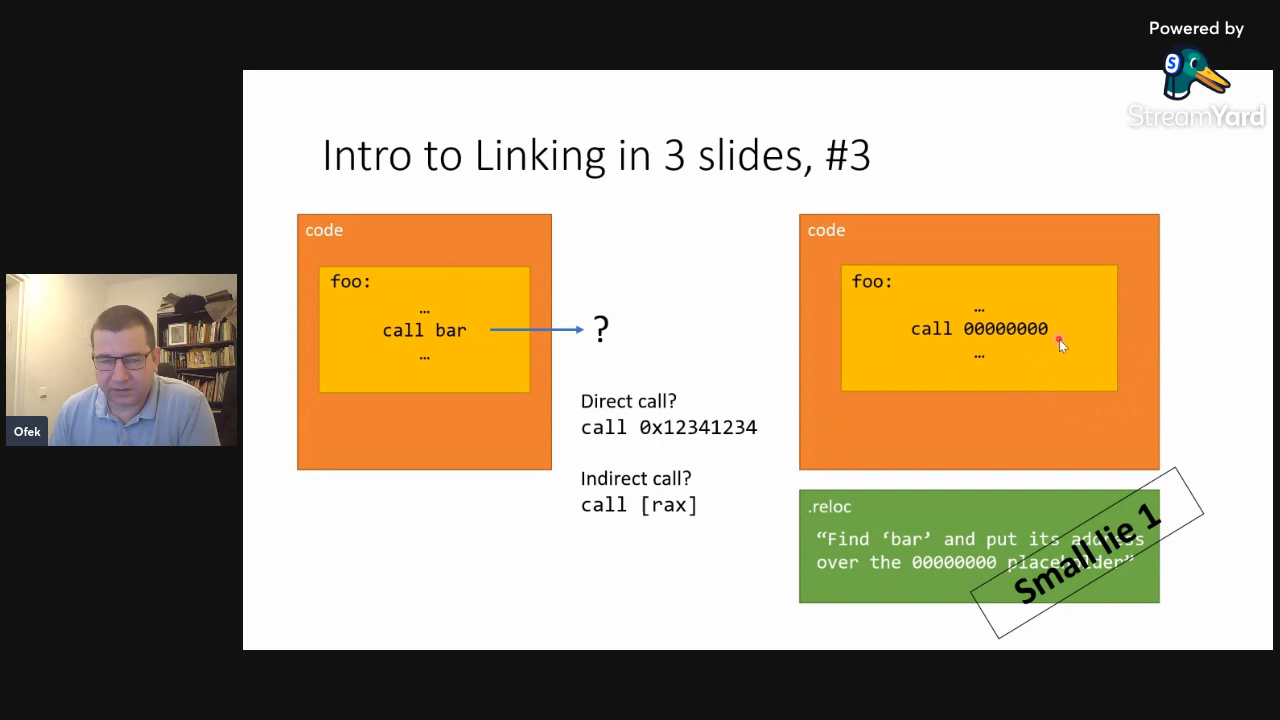 Powered by
StreamYard
Intro to Linking in 3 slides, #3
code
foo:
…
call bar
…
?
Direct call?
call 0x12341234
Indirect call?
call [rax]
code
foo:
…
call 00000000
…
.reloc
“Find ‘bar’ and put its address
over the 00000000 placeholder”
Small lie 1
Ofek